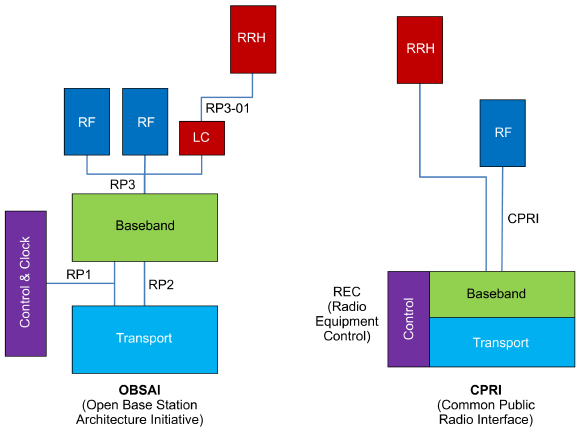 RRH
RP3-01
RF
RF
LC
RP3
Baseband
Control & Clock
RP1
RP2
Transport
OBSAI
(Open Base Station
Architecture Initiative)
RRH
RF
CPRI
REC
(Radio
Equipment
Control)
Control
Baseband
Transport
CPRI
(Common Public
Radio Interface)